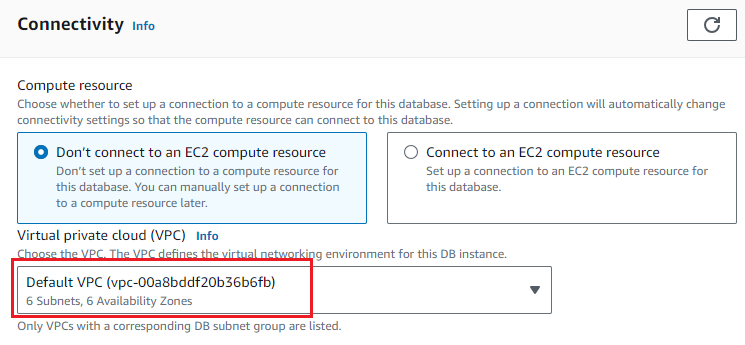 Connectivity Info
Compute resource
Choose whether to set up a connection to a compute resource for this database. Setting up a connection will automatically change
connectivity settings so that the compute resource can connect to this database.
Don't connect to an EC2 compute resource
Don't set up a connection to a compute resource for
this database. You can manually set up a connection
to a compute resource later.
Connect to an EC2 compute resource
Set up a connection to an EC2 compute resource for
this database.
Virtual private cloud (VPC) Info
Choose the VPC. The VPC defines the virtual networking environment for this DB instance.
Default VPC (vpc-00a8bddf20b36b6fb)
6 Subnets, 6 Availability Zones
Only VPCs with a corresponding DB subnet group are listed.